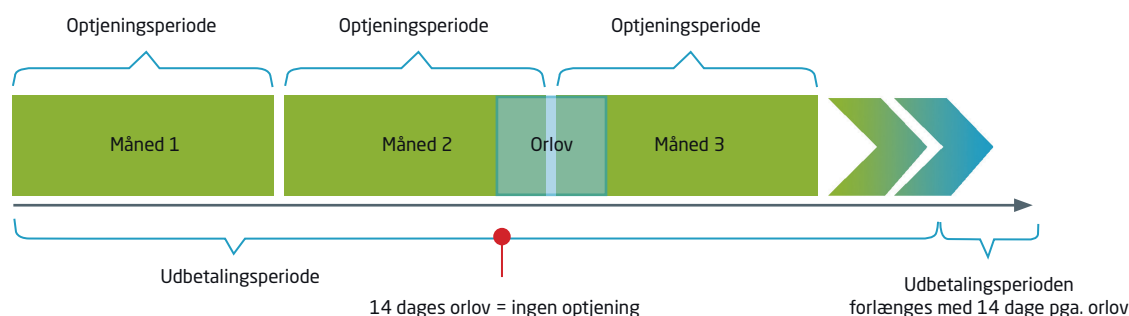 Optjeningsperiode
Optjeningsperiode
Optjeningsperiode
Måned 1
Måned 2
Orlov
Måned 3
Udbetalingsperiode
14 dages orlov = ingen optjening
Udbetalingsperioden
forlænges med 14 dage pga. orlov